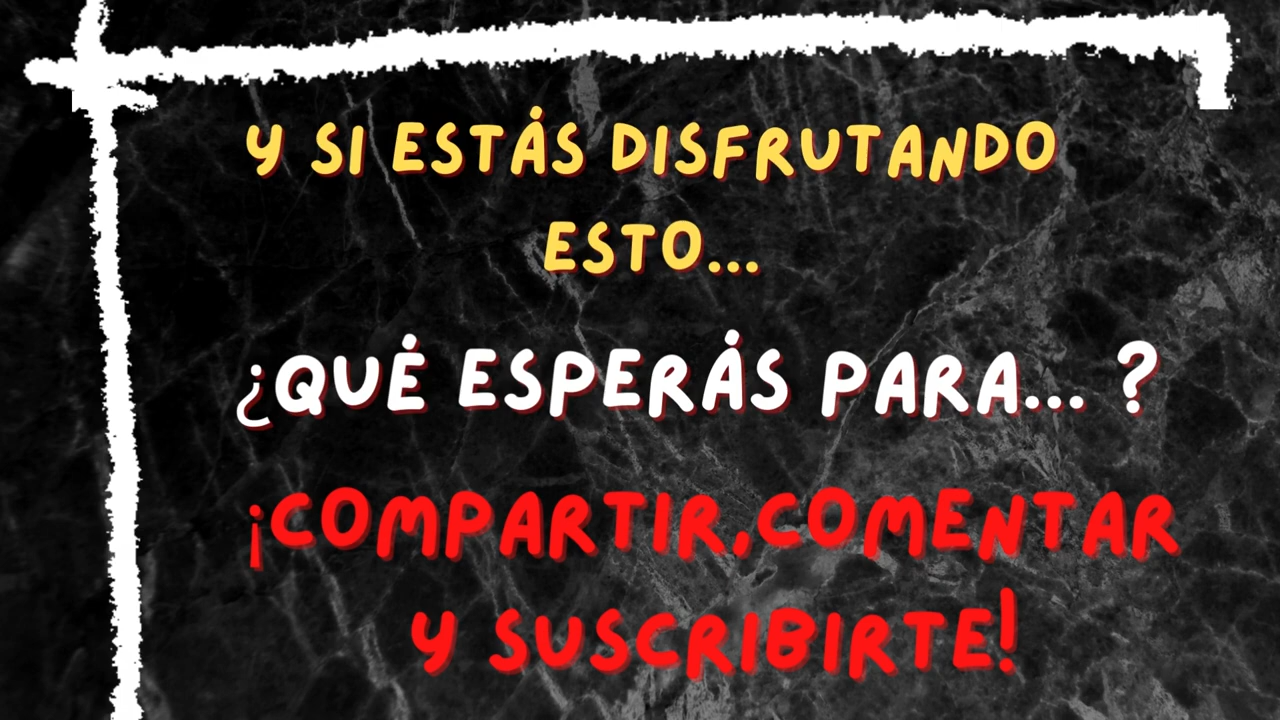 Y SI ESTÁS DISFRUTANDO
ESTO...
¿QUÉ ESPERÁS PARA... ?
¡COMPARTIR,COMENTAR
Y SUSCRIBIRTE!